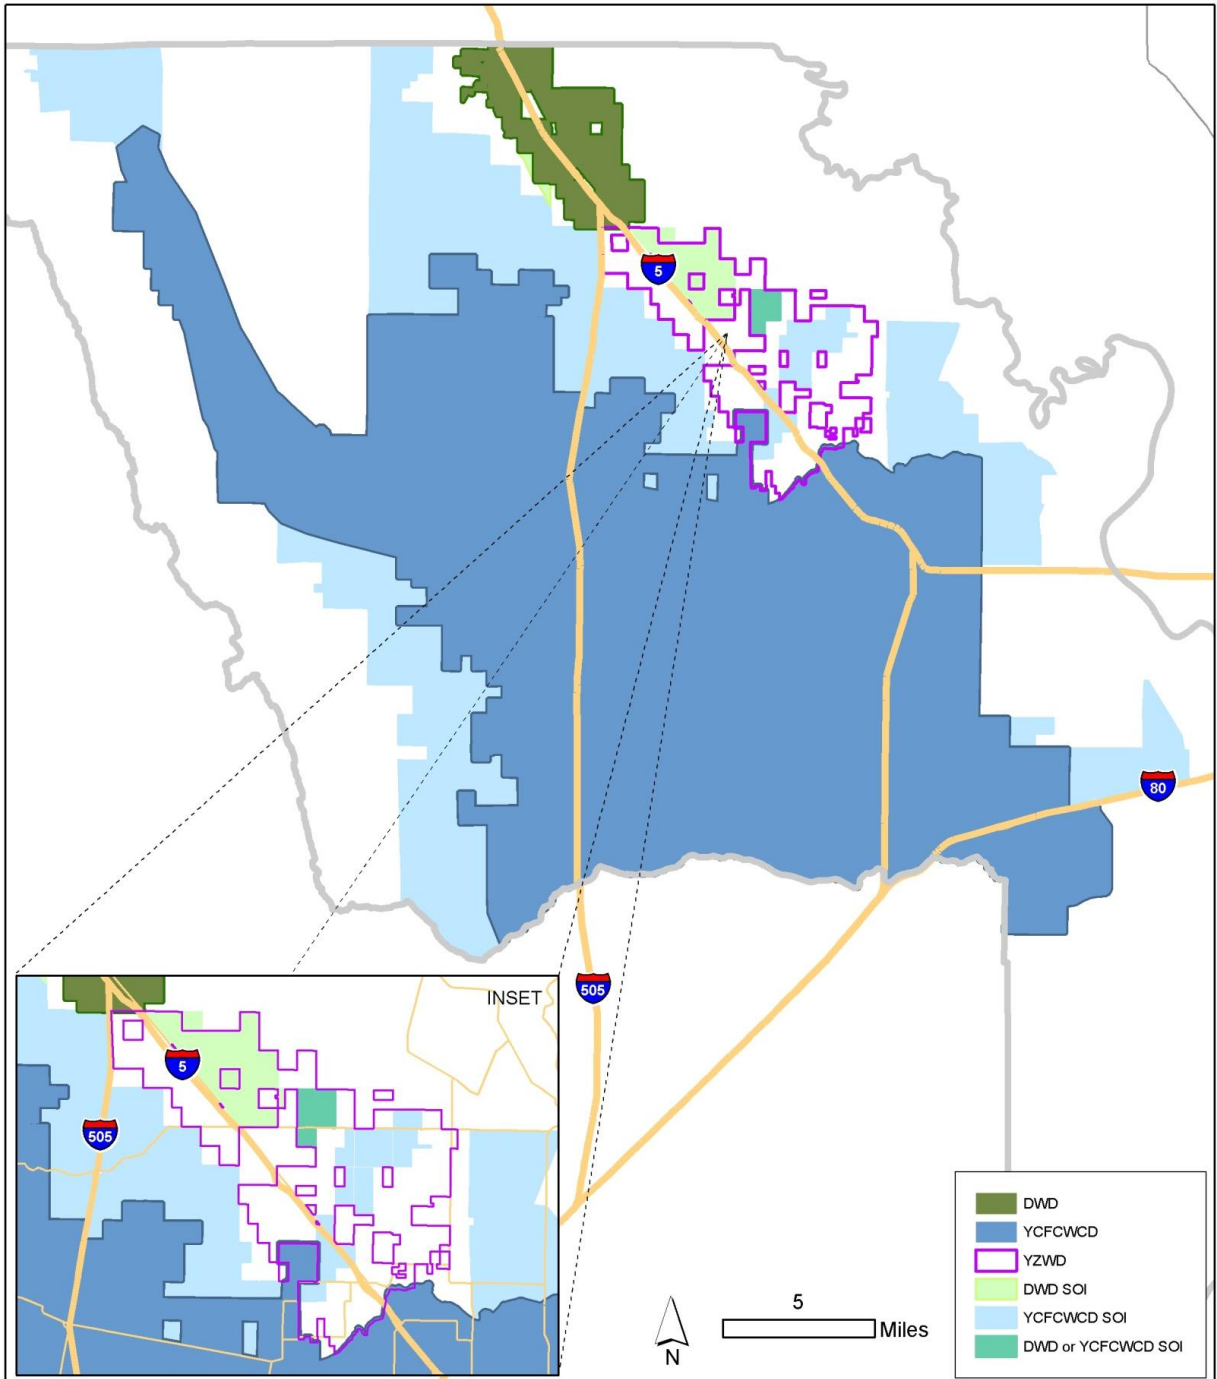 5
80
505
INSET
5
505
5
Miles
N
DWD
YCFCWCD
YZWD
DWD SOI
YCFCWCD SOI
DWD or YCFCWCD SOI